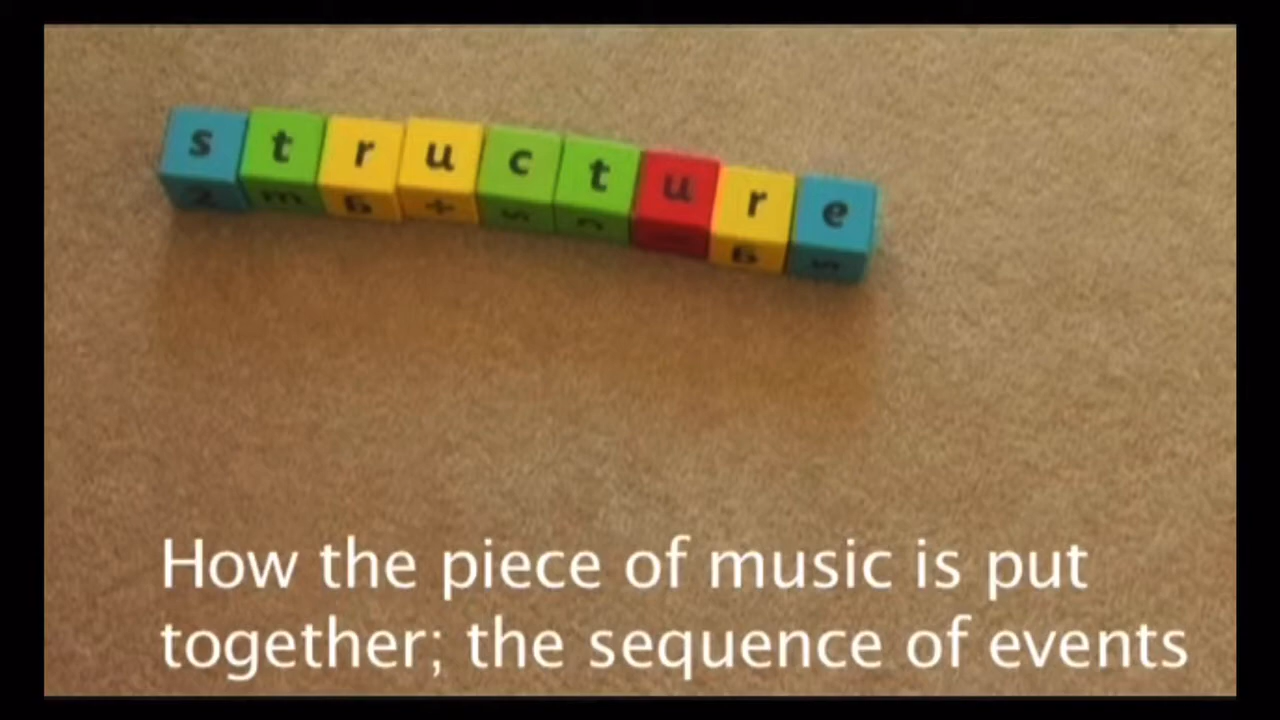 structure
How the piece of music is put
together; the sequence of events